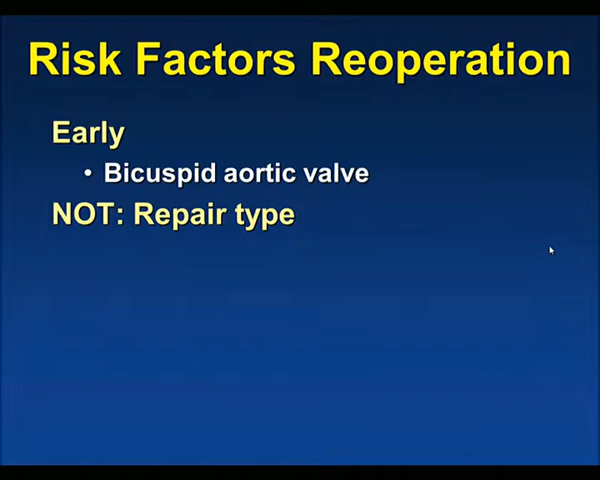 Risk Factors Reoperation
Early
• Bicuspid aortic valve
NOT: Repair type